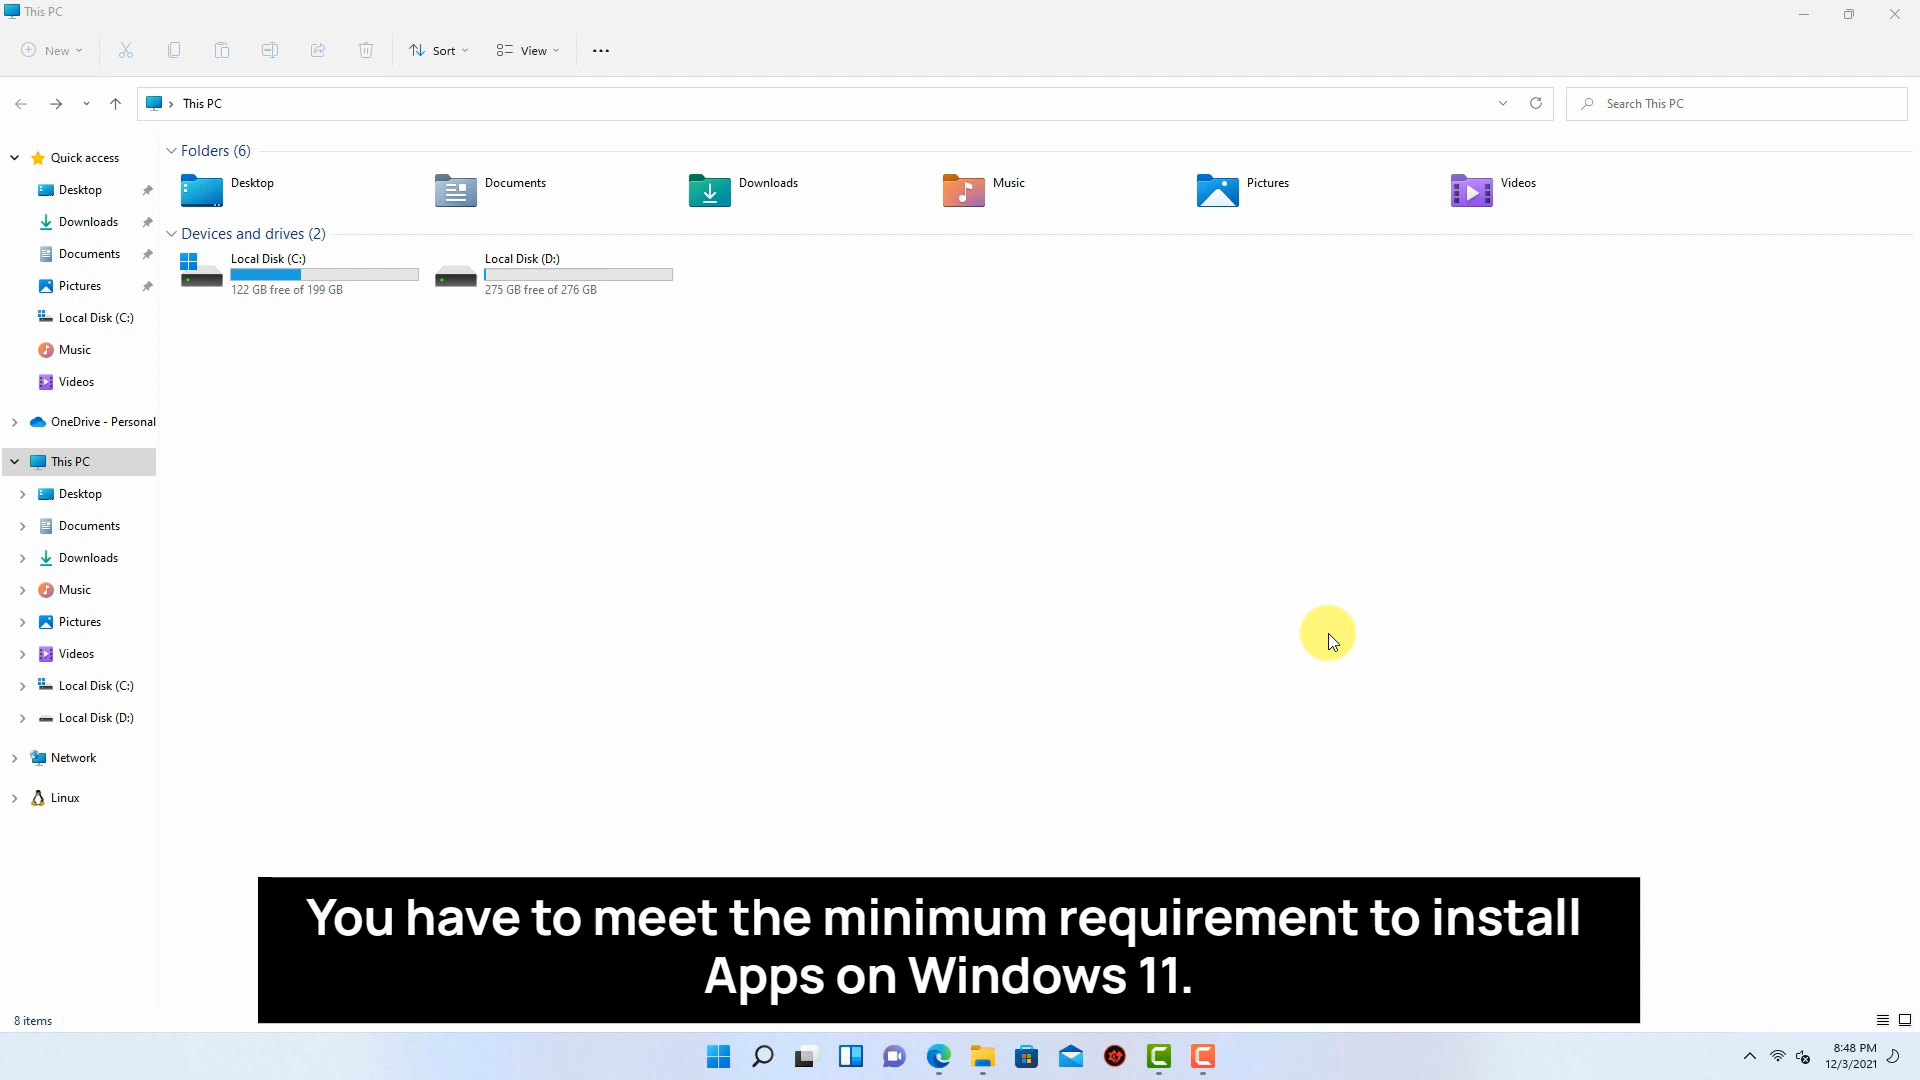 This PC
New
Sort
View
This PC
Search This PC
Quick access
Desktop
Downloads
Documents
Pictures
Local Disk (C:)
Music
Videos
OneDrive - Personal
This PC
Desktop
Documents
Downloads
Music
Pictures
Videos
Local Disk (C:)
Local Disk (D:)
Network
Linux
Folders (6)
Desktop
Documents
Downloads
Music
Pictures
Videos
Devices and drives (2)
Local Disk (C:)
122 GB free of 199 GB
Local Disk (D:)
275 GB free of 276 GB
You have to meet the minimum requirement to install
Apps on Windows 11.
8 items
8:48 PM
12/3/2021